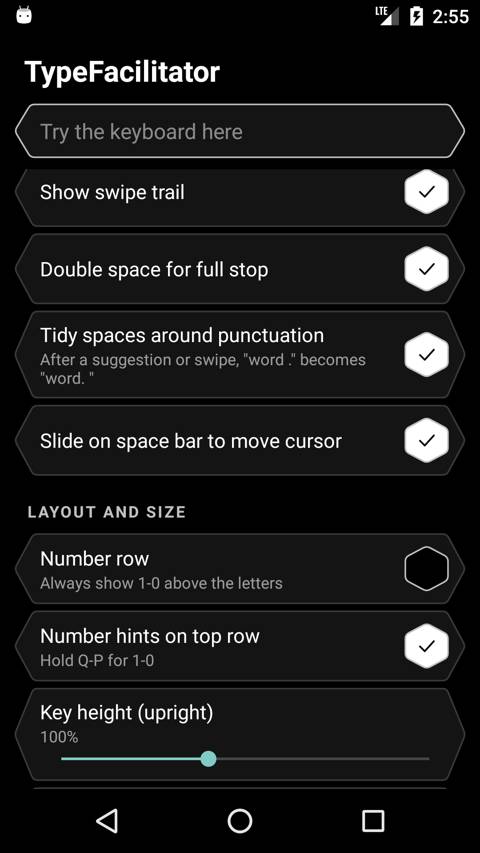 LTE 2:55
TypeFacilitator
Try the keyboard here
Show swipe trail
Double space for full stop
Tidy spaces around punctuation
After a suggestion or swipe, "word ." becomes
"word. "
Slide on space bar to move cursor
LAYOUT AND SIZE
Number row
Always show 1-0 above the letters
Number hints on top row
Hold Q-P for 1-0
Key height (upright)
100%